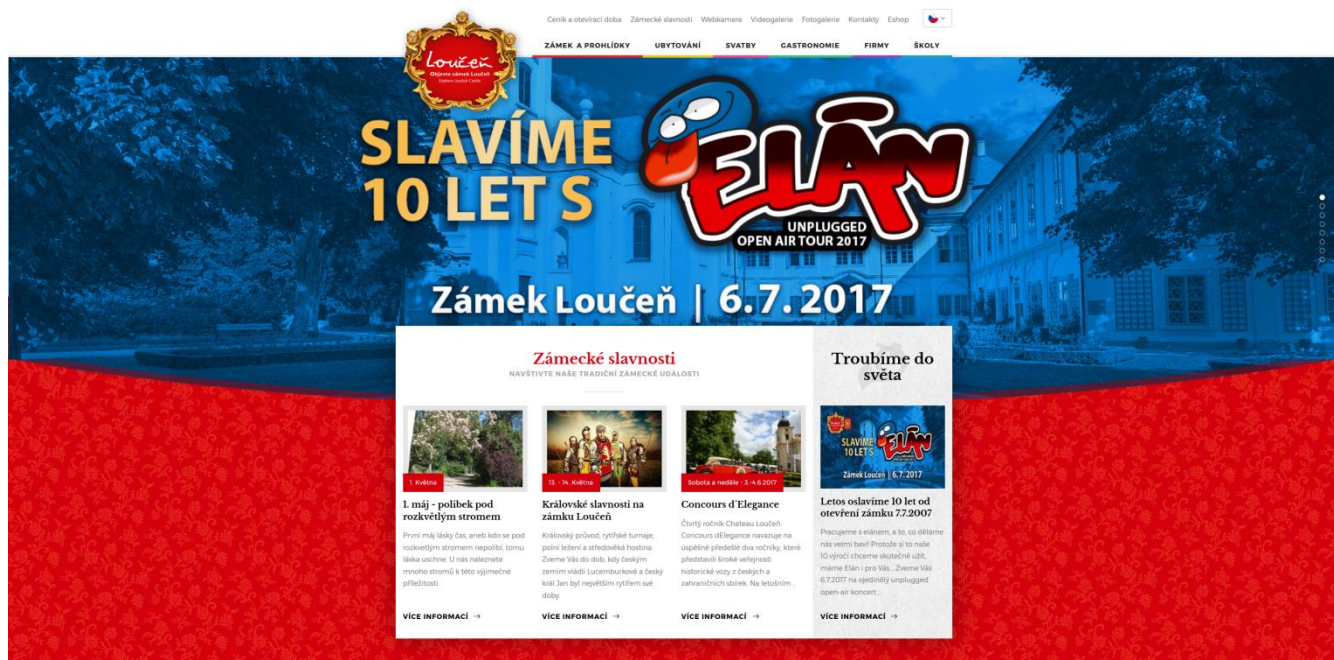 Ceník a otevírací doba Zámecké slavnosti Webkamera Videogalerie Fotogalerie Kontakty Eshop
Loučeň
Objevte zámek Loučeň
Explore Loučeň Castle
ZÁMEK A PROHLÍDKY UBYTOVÁNÍ SVATBY GASTRONOMIE FIRMY ŠKOLY
SLAVÍME
10 LET S
ELÁN
UNPLUGGED
OPEN AIR TOUR 2017
Zámek Loučeň | 6.7. 2017
Zámecké slavnosti
NAVŠTIVTE NAŠE TRADIČNÍ ZÁMECKÉ UDÁLOSTI
1. Května
1. máj - polibek pod
rozkvětlým stromem
První máj lásky čas, aneb kdo se pod
rozkvetlým stromem nepolíbí, tomu
láska uschne. U nás naleznete
mnoho stromů k této výjimečné
příležitosti.
VÍCE INFORMACÍ →
13. - 14. Května
Královské slavnosti na
zámku Loučeň
Královský průvod, rytířské turnaje,
polní ležení a středověká hostina.
Zveme Vás do dob, kdy českým
zemím vládli Lucemburkové a český
král Jan byl největším rytířem své
doby.
VÍCE INFORMACÍ →
Sobota a neděle - 3.-4.6.2017
Concours d´Elegance
Čtvrtý ročník Chateau Loučeň
Concours dElegance navazuje na
úspěšné předešlé dva ročníky, které
představili široké veřejnosti
historické vozy z českých a
zahraničních sbírek. Na letošním ...
VÍCE INFORMACÍ →
Troubíme do
světa
SLAVÍME
10 LET S
ELÁN
Zámek Loučeň | 6.7. 2017
Letos oslavíme 10 let od
otevření zámku 7.7.2007
Pracujeme s elánem, a to, co děláme
nás velmi baví! Protože si to naše
10.výročí chceme skutečně užít,
máme Elán i pro Vás... Zveme Vás
6.7.2017 na ojedinělý unplugged
open-air koncert ...
VÍCE INFORMACÍ →